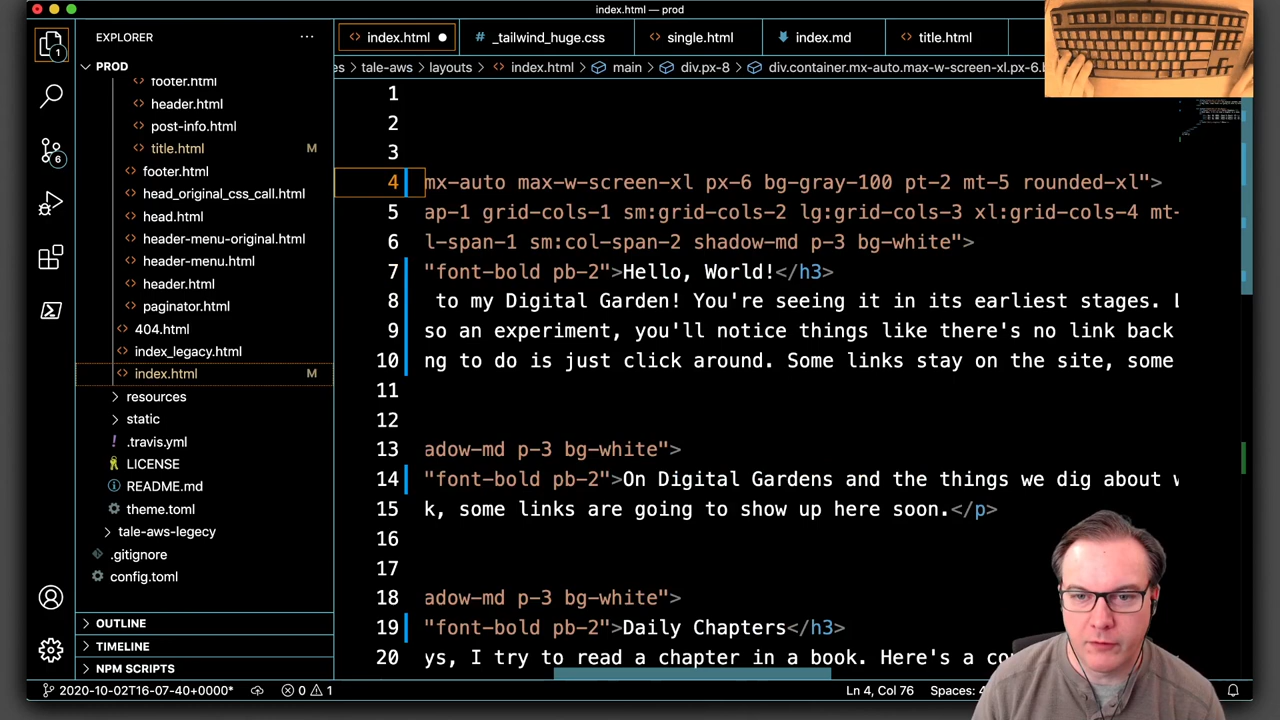 index.html — prod
EXPLORER
index.html
_tailwind_huge.css
single.html
index.md
title.html
PROD
es > tale-aws > layouts > index.html > main > div.px-8 > div.container.mx-auto.max-w-screen-xl.px-6.
footer.html
header.html
post-info.html
title.html M
footer.html
head_original_css_call.html
head.html
header-menu-original.html
header-menu.html
header.html
paginator.html
404.html
index_legacy.html
index.html M
resources
static
.travis.yml
LICENSE
README.md
theme.toml
tale-aws-legacy
.gitignore
config.toml
OUTLINE
TIMELINE
NPM SCRIPTS
1
6
1
2
3
4 mx-auto max-w-screen-xl px-6 bg-gray-100 pt-2 mt-5 rounded-xl">
5 ap-1 grid-cols-1 sm:grid-cols-2 lg:grid-cols-3 xl:grid-cols-4 mt-
6 l-span-1 sm:col-span-2 shadow-md p-3 bg-white">
7 "font-bold pb-2">Hello, World!</h3>
8 to my Digital Garden! You're seeing it in its earliest stages.
9 so an experiment, you'll notice things like there's no link back
10 ng to do is just click around. Some links stay on the site, some
11
12
13 adow-md p-3 bg-white">
14 "font-bold pb-2">On Digital Gardens and the things we dig about
15 k, some links are going to show up here soon.</p>
16
17
18 adow-md p-3 bg-white">
19 "font-bold pb-2">Daily Chapters</h3>
20 ys, I try to read a chapter in a book. Here's a
2020-10-02T16-07-40+0000*
0
1
Ln 4, Col 76
Spaces: